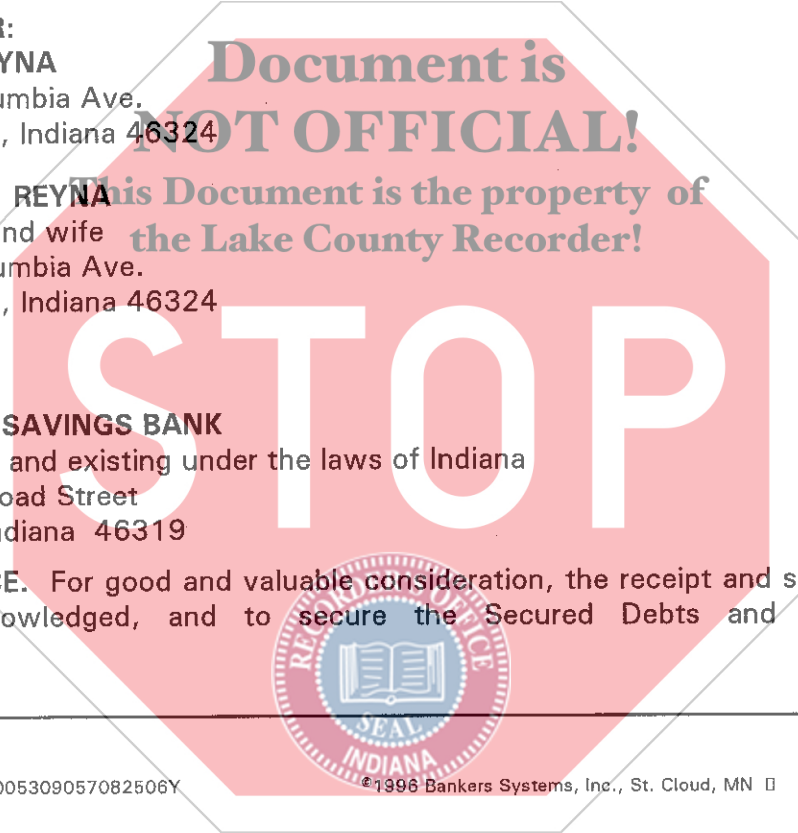 R:
YNA
umbia Ave.
, Indiana 46324
REYNA
nd wife
umbia Ave.
, Indiana 46324
SAVINGS BANK
and existing under the laws of Indiana
oad Street
ndiana 46319
CE. For good and valuable consideration, the receipt and s
owledged, and to secure the Secured Debts and
005309057082506Y
©1996 Bankers Systems, Inc., St. Cloud, MN
Document is
NOT OFFICIAL!
This Document is the property of
the Lake County Recorder!
STOP
RECORDERS OFFICE
SEAL
INDIANA